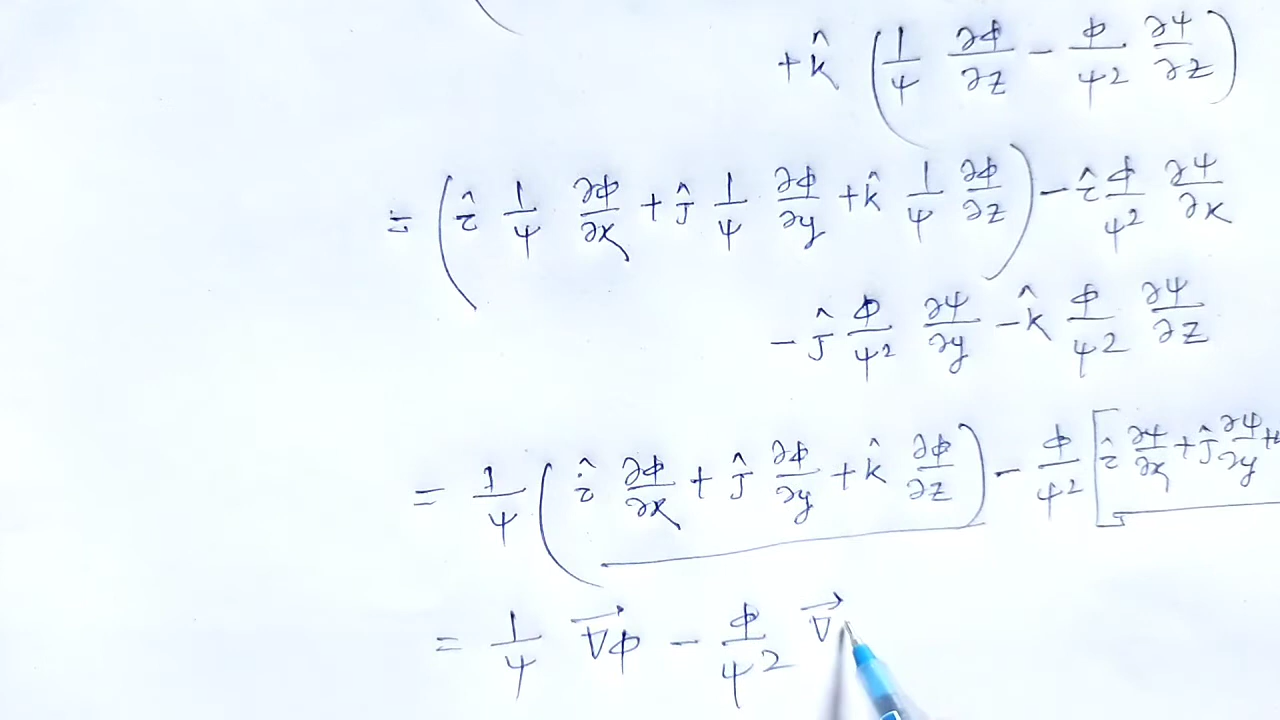 + k̂ (1/ψ ∂ϕ/∂z − ϕ/ψ² ∂ψ/∂z)
= (î 1/ψ ∂ϕ/∂x + ĵ 1/ψ ∂ϕ/∂y + k̂ 1/ψ ∂ϕ/∂z) − î ϕ/ψ² ∂ψ/∂x
− ĵ ϕ/ψ² ∂ψ/∂y − k̂ ϕ/ψ² ∂ψ/∂z
= 1/ψ (î ∂ϕ/∂x + ĵ ∂ϕ/∂y + k̂ ∂ϕ/∂z) − ϕ/ψ² [î ∂ψ/∂x + ĵ ∂ψ/∂y +
= 1/ψ ∇⃗ϕ − ϕ/ψ² ∇⃗